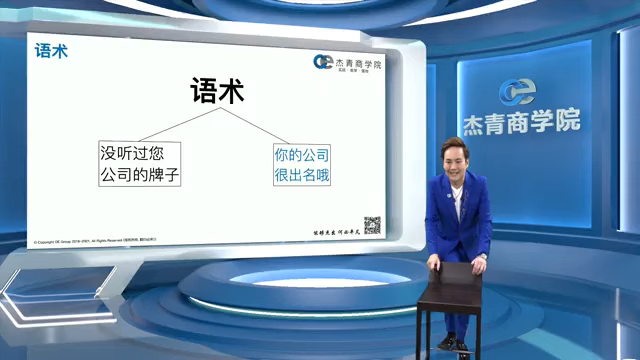 语术
杰青商学院
语术
没听过您
公司的牌子
你的公司
很出名哦
杰青商学院